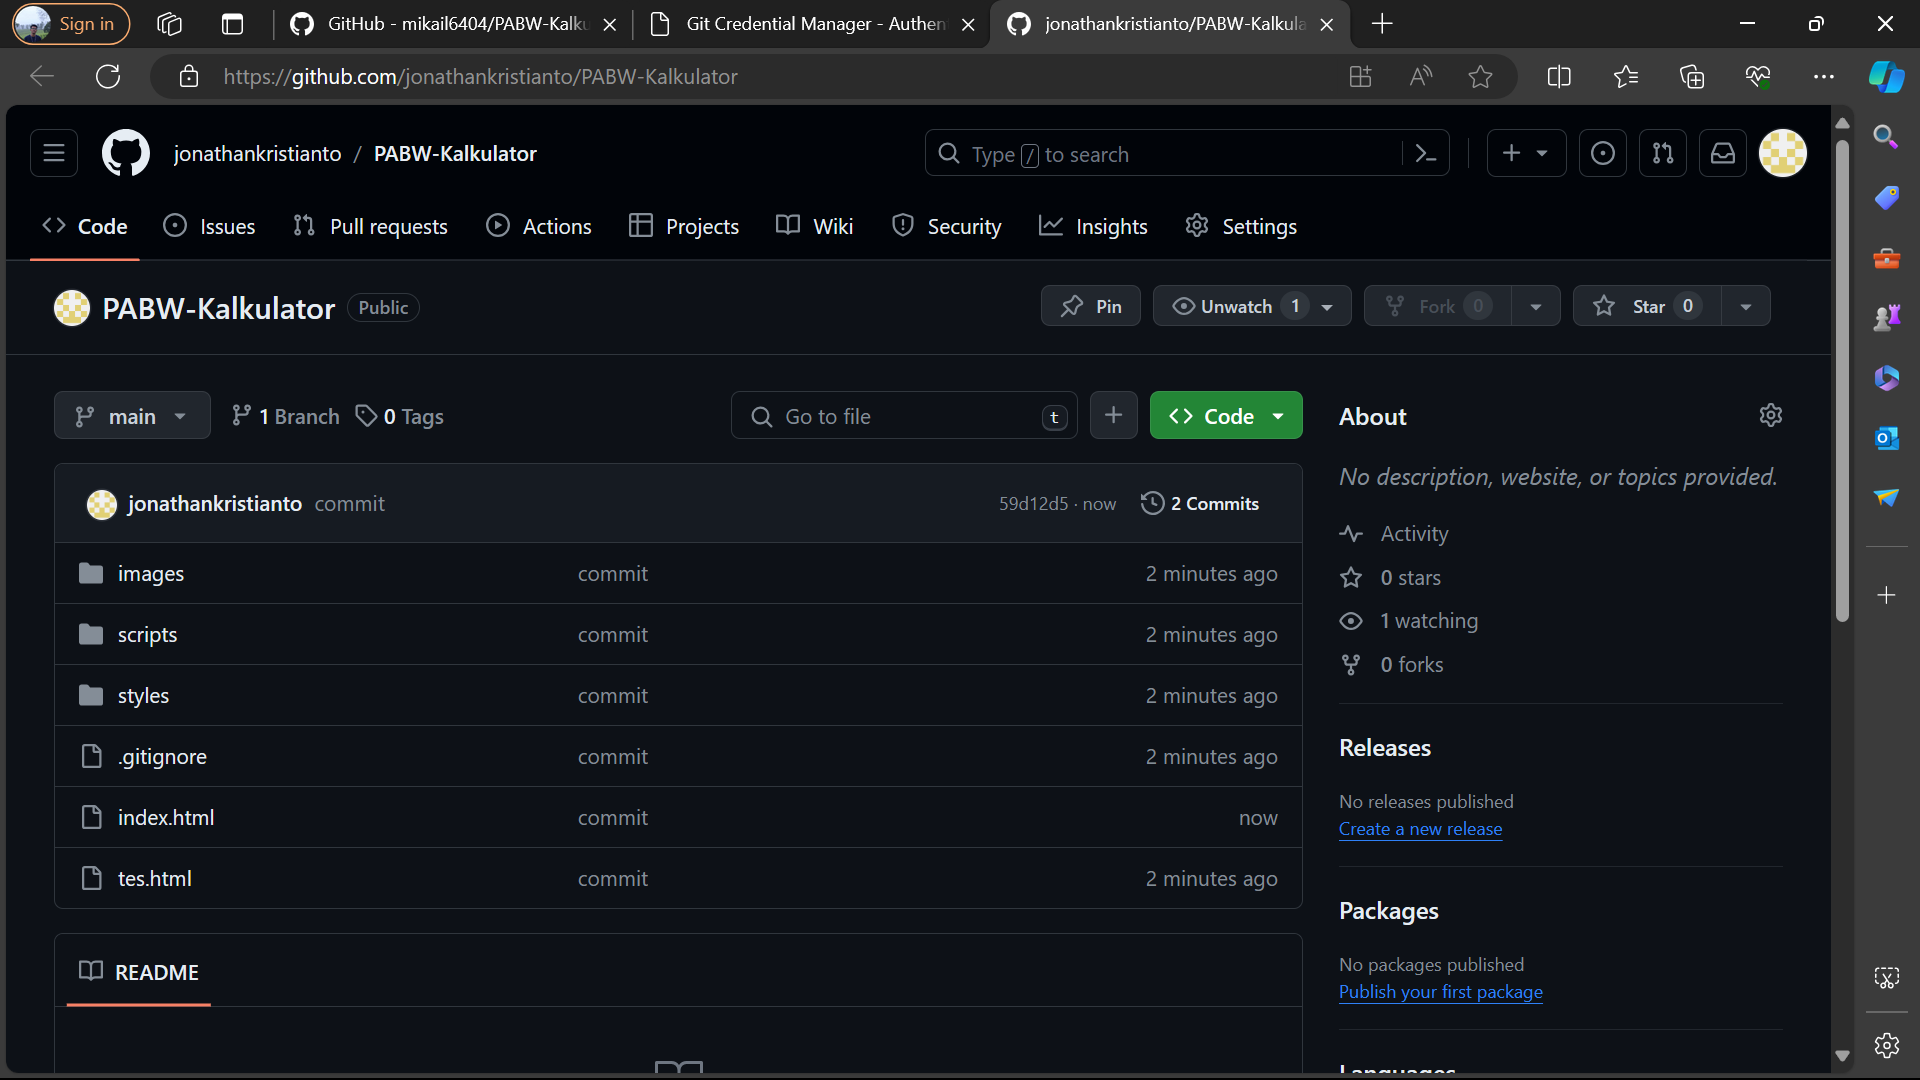 Sign in
GitHub - mikail6404/PABW-Kalku
Git Credential Manager - Authen
jonathankristianto/PABW-Kalkula
https://github.com/jonathankristianto/PABW-Kalkulator
jonathankristianto / PABW-Kalkulator
Type / to search
Code
Issues
Pull requests
Actions
Projects
Wiki
Security
Insights
Settings
PABW-Kalkulator
Public
Pin
Unwatch 1
Fork 0
Star 0
main
1 Branch
0 Tags
Go to file
t
Code
About
No description, website, or topics provided.
jonathankristianto commit
59d12d5 · now
2 Commits
images commit 2 minutes ago
scripts commit 2 minutes ago
styles commit 2 minutes ago
.gitignore commit 2 minutes ago
index.html commit now
tes.html commit 2 minutes ago
README
Activity
0 stars
1 watching
0 forks
Releases
No releases published
Create a new release
Packages
No packages published
Publish your first package
Languages